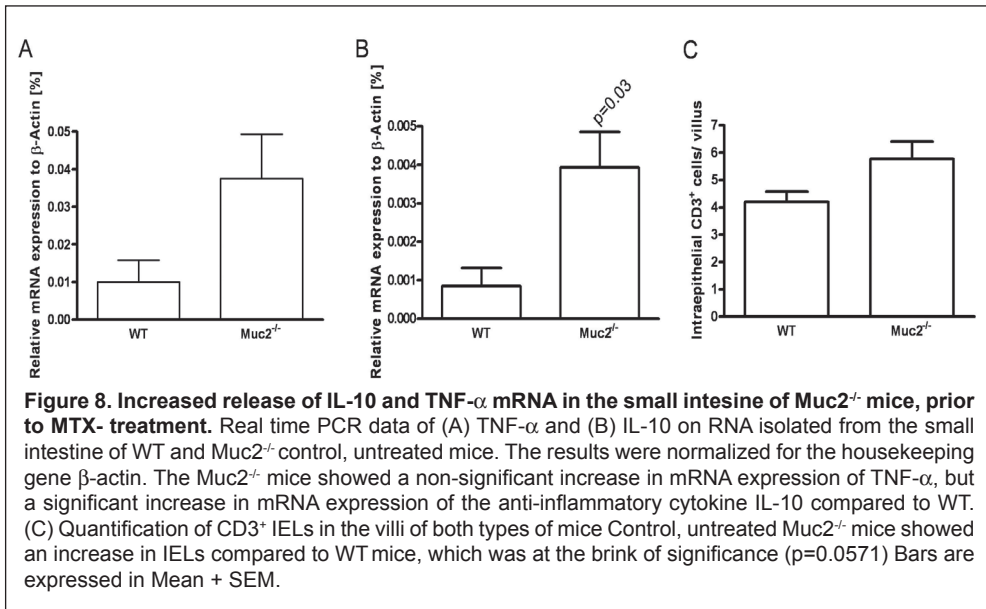 A
B
C
Relative mRNA expression to β-Actin [%]
0.05
0.04
0.03
0.02
0.01
0.00
WT
Muc2-/-
Relative mRNA expression to β-Actin [%]
0.005
0.004
0.003
0.002
0.001
0.000
p=0.03
WT
Muc2-/-
Intraepithelial CD3+ cells/ villus
7
6
5
4
3
2
1
0
WT
Muc2-/-
Figure 8. Increased release of IL-10 and TNF-α mRNA in the small intesine of Muc2-/- mice, prior
to MTX- treatment. Real time PCR data of (A) TNF-α and (B) IL-10 on RNA isolated from the small
intestine of WT and Muc2-/- control, untreated mice. The results were normalized for the housekeeping
gene β-actin. The Muc2-/- mice showed a non-significant increase in mRNA expression of TNF-α, but
a significant increase in mRNA expression of the anti-inflammatory cytokine IL-10 compared to WT.
(C) Quantification of CD3+ IELs in the villi of both types of mice Control, untreated Muc2-/- mice showed
an increase in IELs compared to WT mice, which was at the brink of significance (p=0.0571) Bars are
expressed in Mean + SEM.